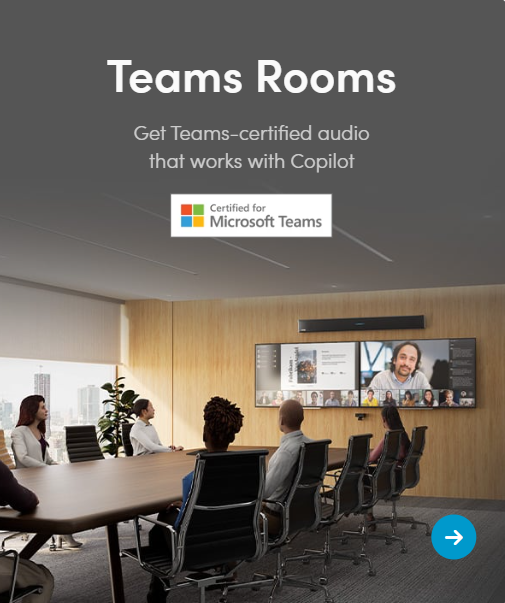 Teams Rooms
Get Teams-certified audio
that works with Copilot
Certified for
Microsoft Teams